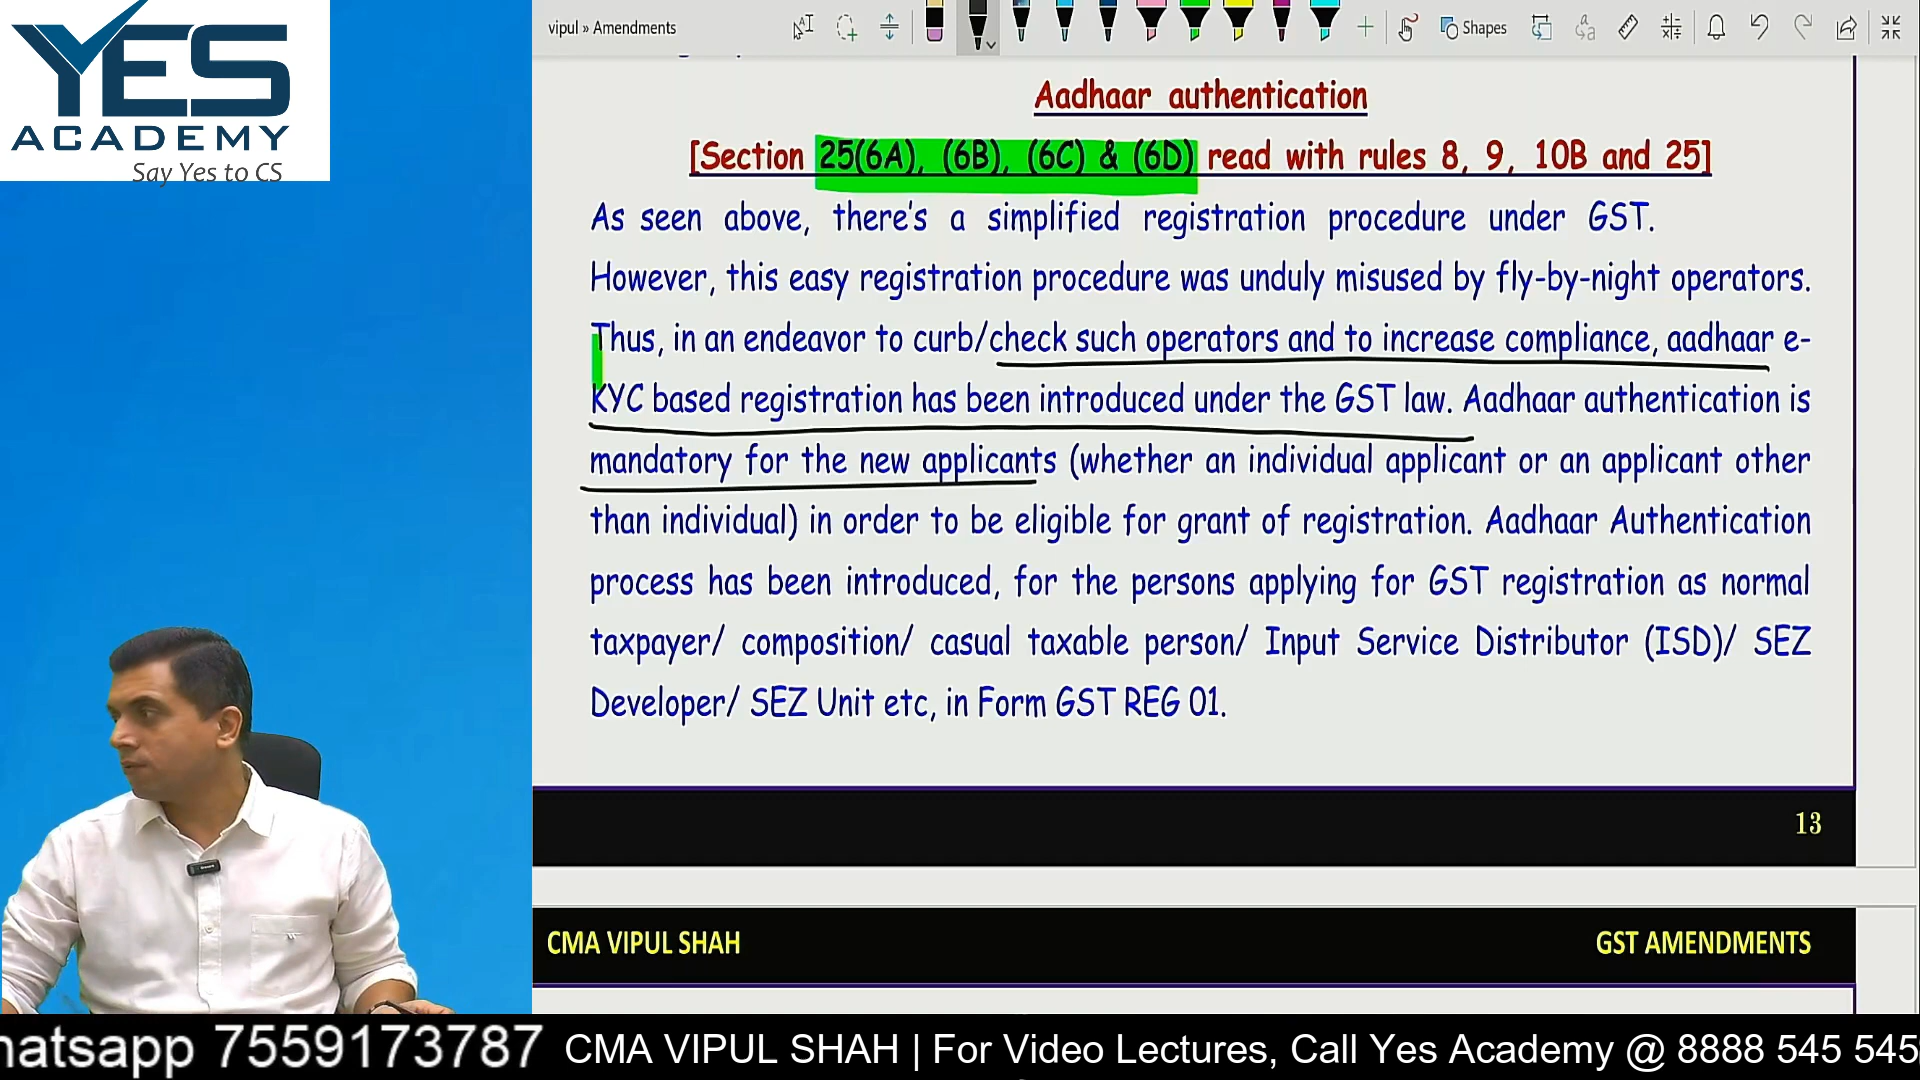 YES
ACADEMY
Say Yes to CS
vipul » Amendments
Shapes
Aadhaar authentication
[Section 25(6A), (6B), (6C) & (6D) read with rules 8, 9, 10B and 25]
As seen above, there's a simplified registration procedure under GST.
However, this easy registration procedure was unduly misused by fly-by-night operators.
Thus, in an endeavor to curb/check such operators and to increase compliance, aadhaar e-
KYC based registration has been introduced under the GST law. Aadhaar authentication is
mandatory for the new applicants (whether an individual applicant or an applicant other
than individual) in order to be eligible for grant of registration. Aadhaar Authentication
process has been introduced, for the persons applying for GST registration as normal
taxpayer/ composition/ casual taxable person/ Input Service Distributor (ISD)/ SEZ
Developer/ SEZ Unit etc, in Form GST REG 01.
13
CMA VIPUL SHAH GST AMENDMENTS
hatsapp 7559173787 CMA VIPUL SHAH | For Video Lectures, Call Yes Academy @ 8888 545 545